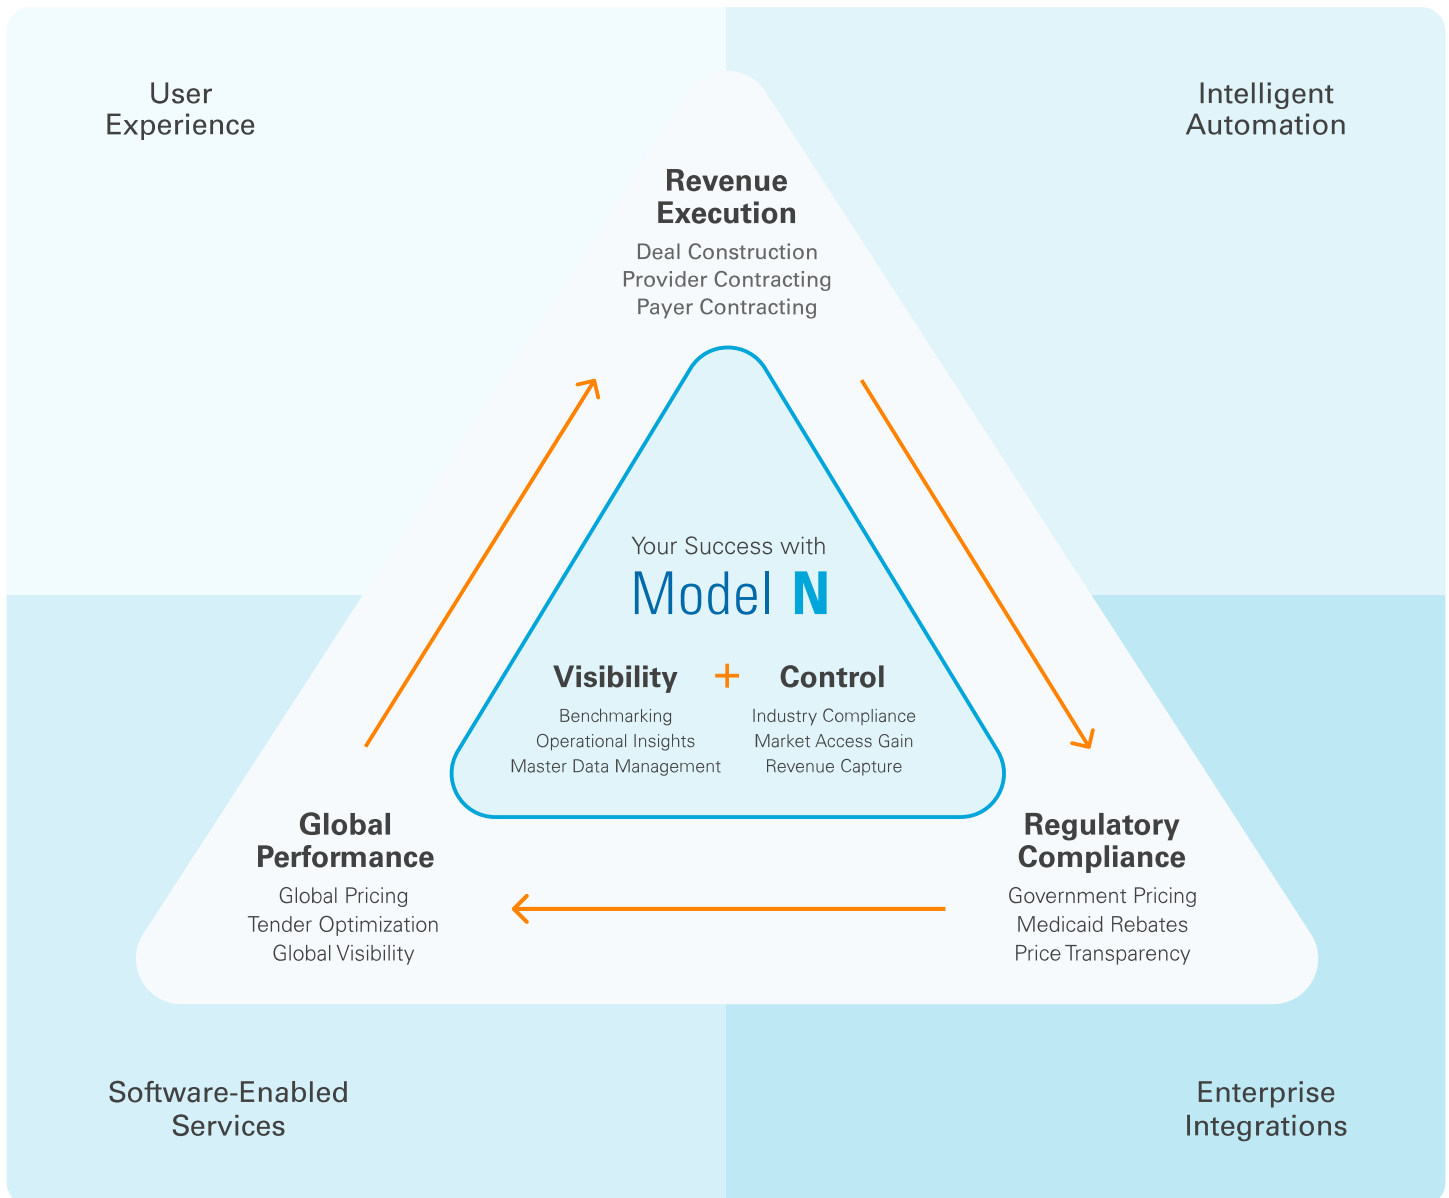 User
Experience
Intelligent
Automation
Revenue
Execution
Deal Construction
Provider Contracting
Payer Contracting
Your Success with
Model N
Visibility + Control
Benchmarking
Operational Insights
Master Data Management
Industry Compliance
Market Access Gain
Revenue Capture
Global
Performance
Global Pricing
Tender Optimization
Global Visibility
Regulatory
Compliance
Government Pricing
Medicaid Rebates
Price Transparency
Software-Enabled
Services
Enterprise
Integrations